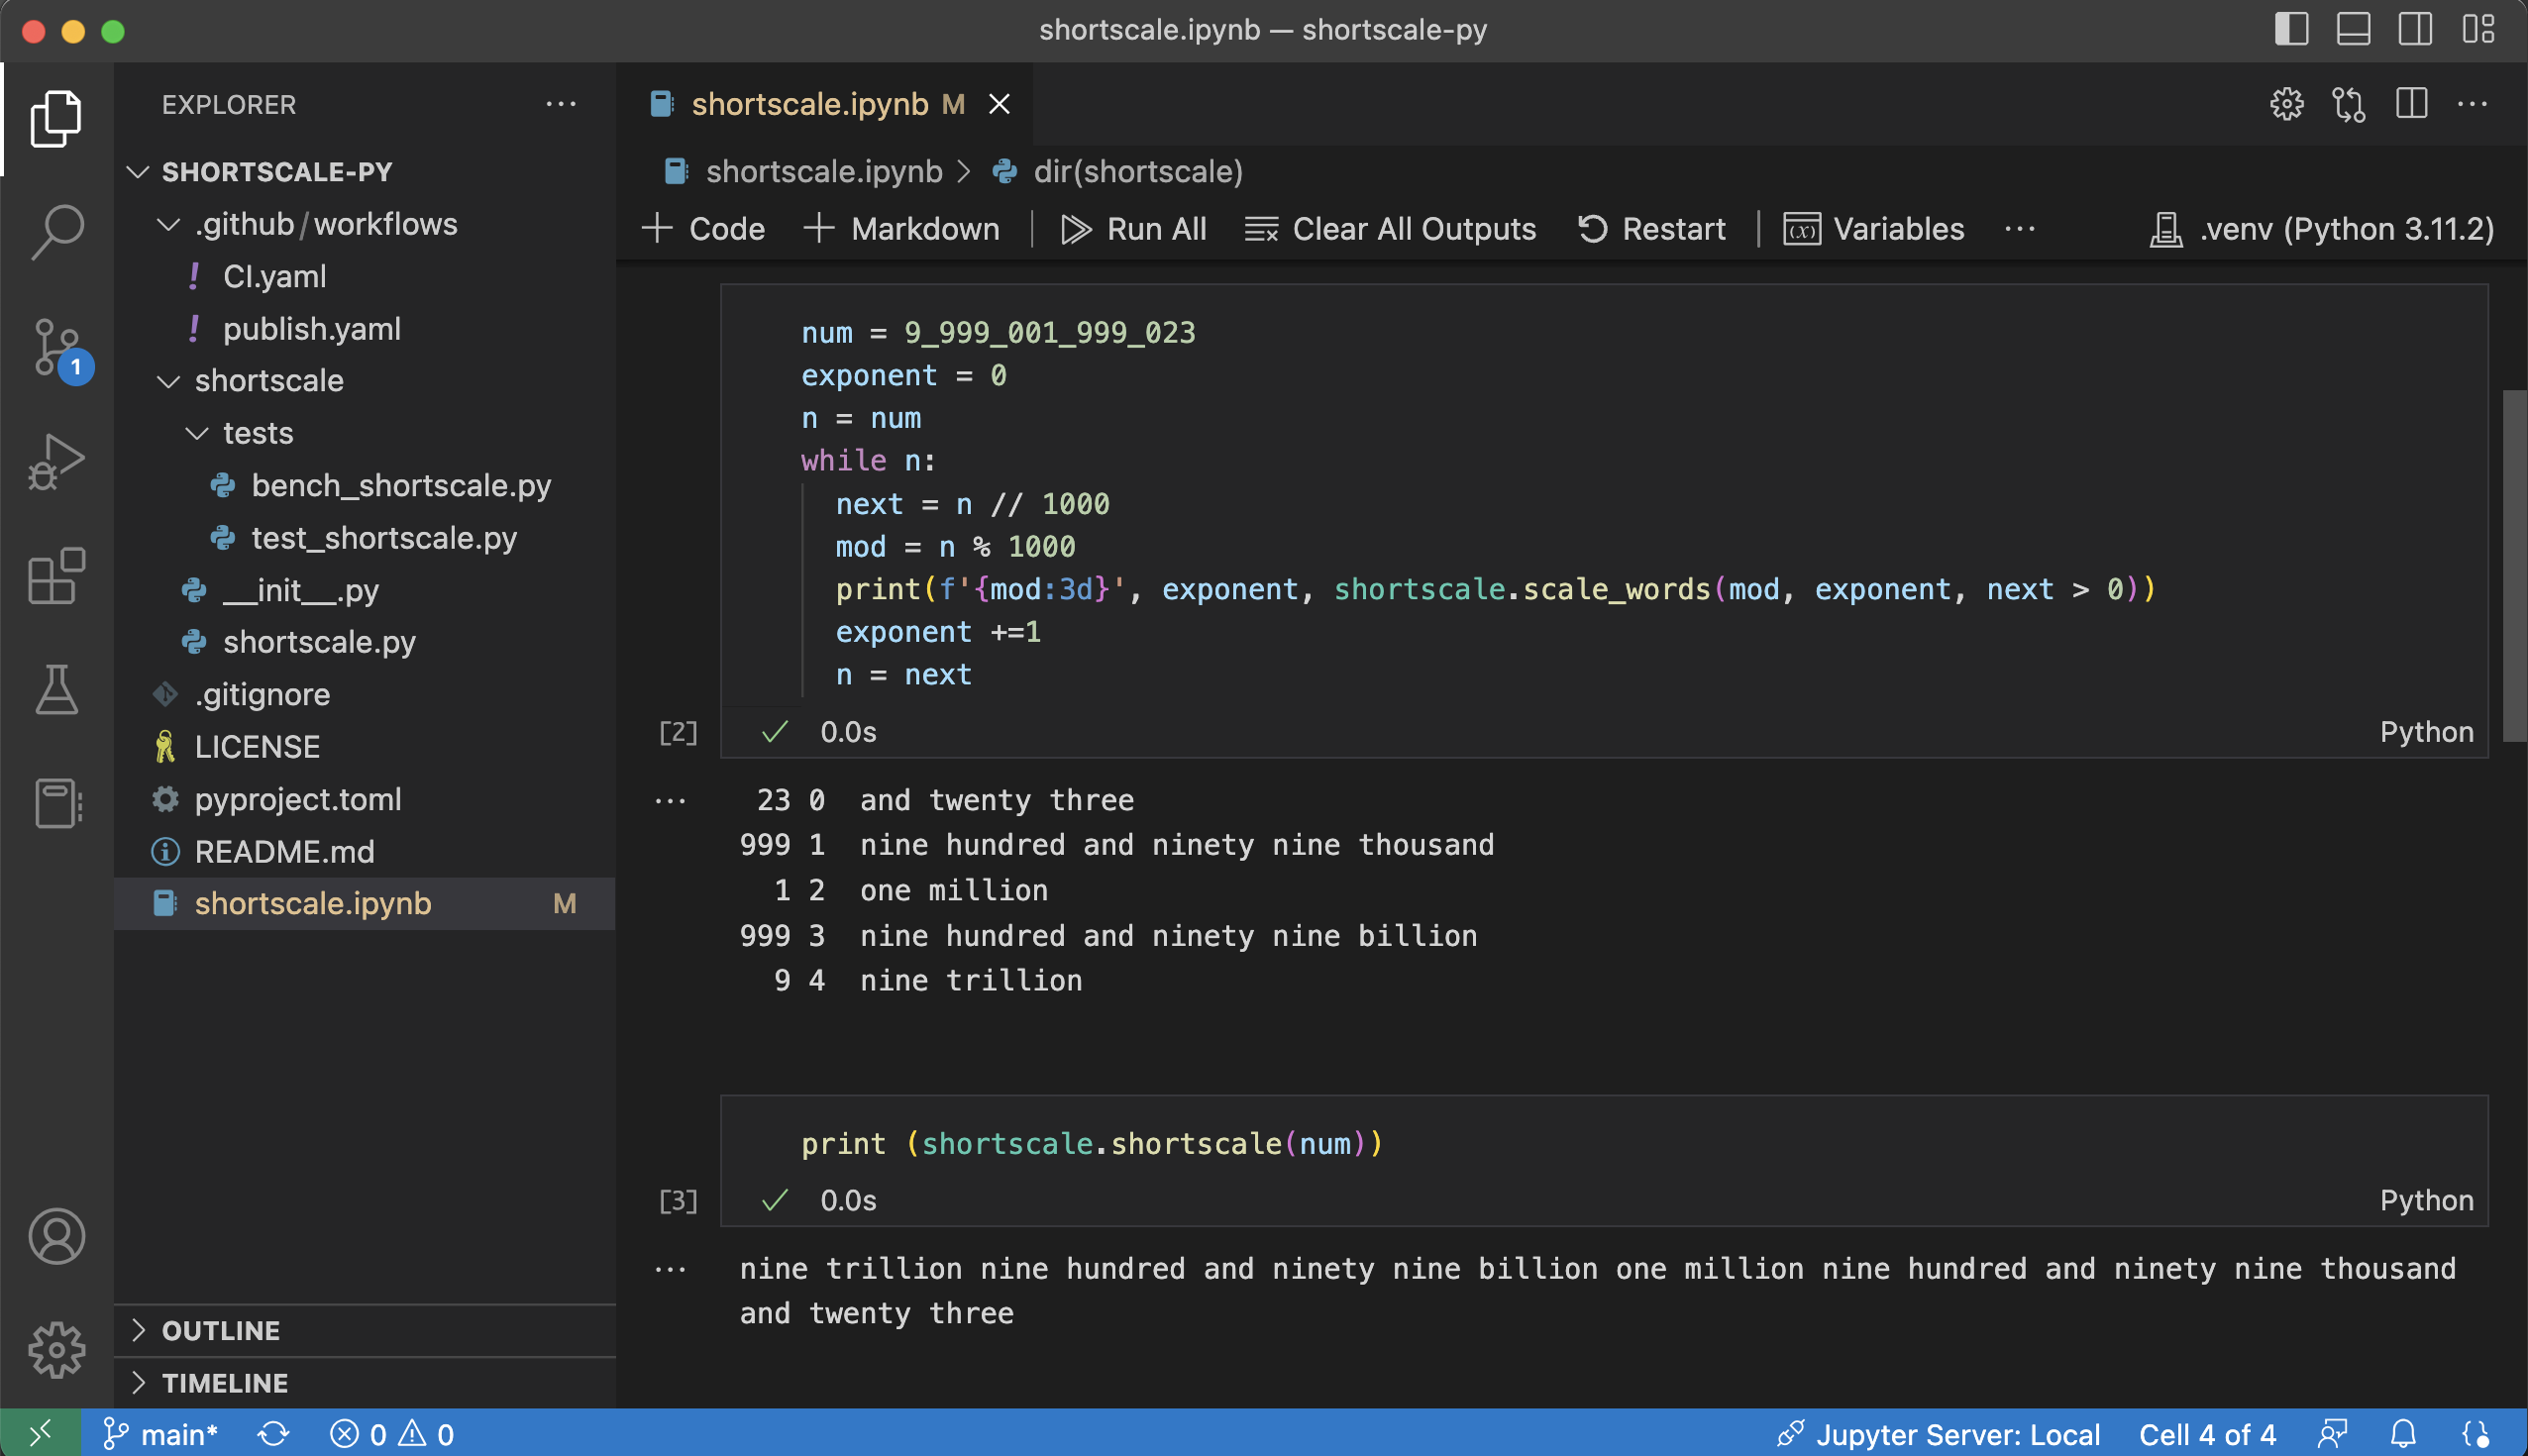 shortscale.ipynb — shortscale-py
EXPLORER
SHORTSCALE-PY
.github/workflows
! CI.yaml
! publish.yaml
1
shortscale
tests
bench_shortscale.py
test_shortscale.py
__init__.py
shortscale.py
.gitignore
LICENSE
pyproject.toml
README.md
shortscale.ipynb M
OUTLINE
TIMELINE
shortscale.ipynb M
shortscale.ipynb > dir(shortscale)
+ Code + Markdown | Run All Clear All Outputs Restart | (x) Variables ... .venv (Python 3.11.2)
num = 9_999_001_999_023
exponent = 0
n = num
while n:
  next = n // 1000
  mod = n % 1000
  print(f'{mod:3d}', exponent, shortscale.scale_words(mod, exponent, next > 0))
  exponent +=1
  n = next
[2] ✓ 0.0s Python
 23 0  and twenty three
999 1  nine hundred and ninety nine thousand
  1 2  one million
999 3  nine hundred and ninety nine billion
  9 4  nine trillion
print (shortscale.shortscale(num))
[3] ✓ 0.0s Python
nine trillion nine hundred and ninety nine billion one million nine hundred and ninety nine thousand
and twenty three
main* 0 0 Jupyter Server: Local Cell 4 of 4